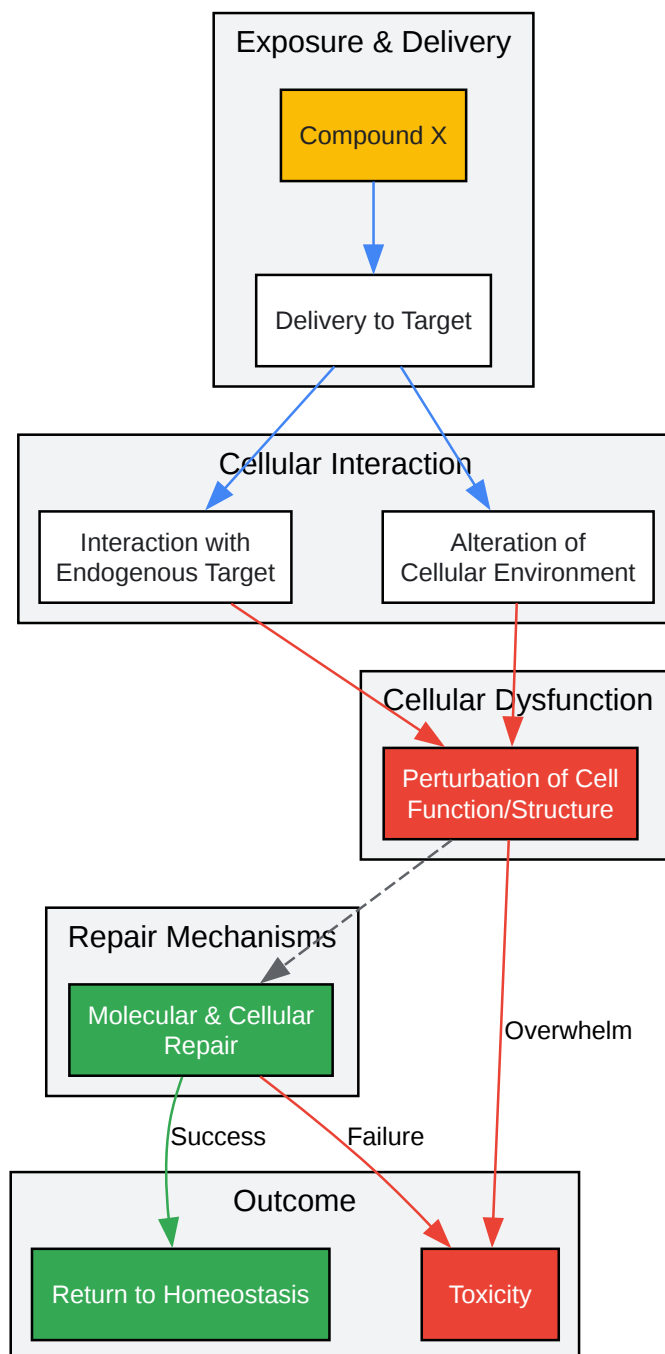 Exposure & Delivery
Compound X
Delivery to Target
Cellular Interaction
Interaction with
Endogenous Target
Alteration of
Cellular Environment
Cellular Dysfunction
Perturbation of Cell
Function/Structure
Repair Mechanisms
Molecular & Cellular
Repair
Overwhelm
Success
Failure
Outcome
Return to Homeostasis
Toxicity